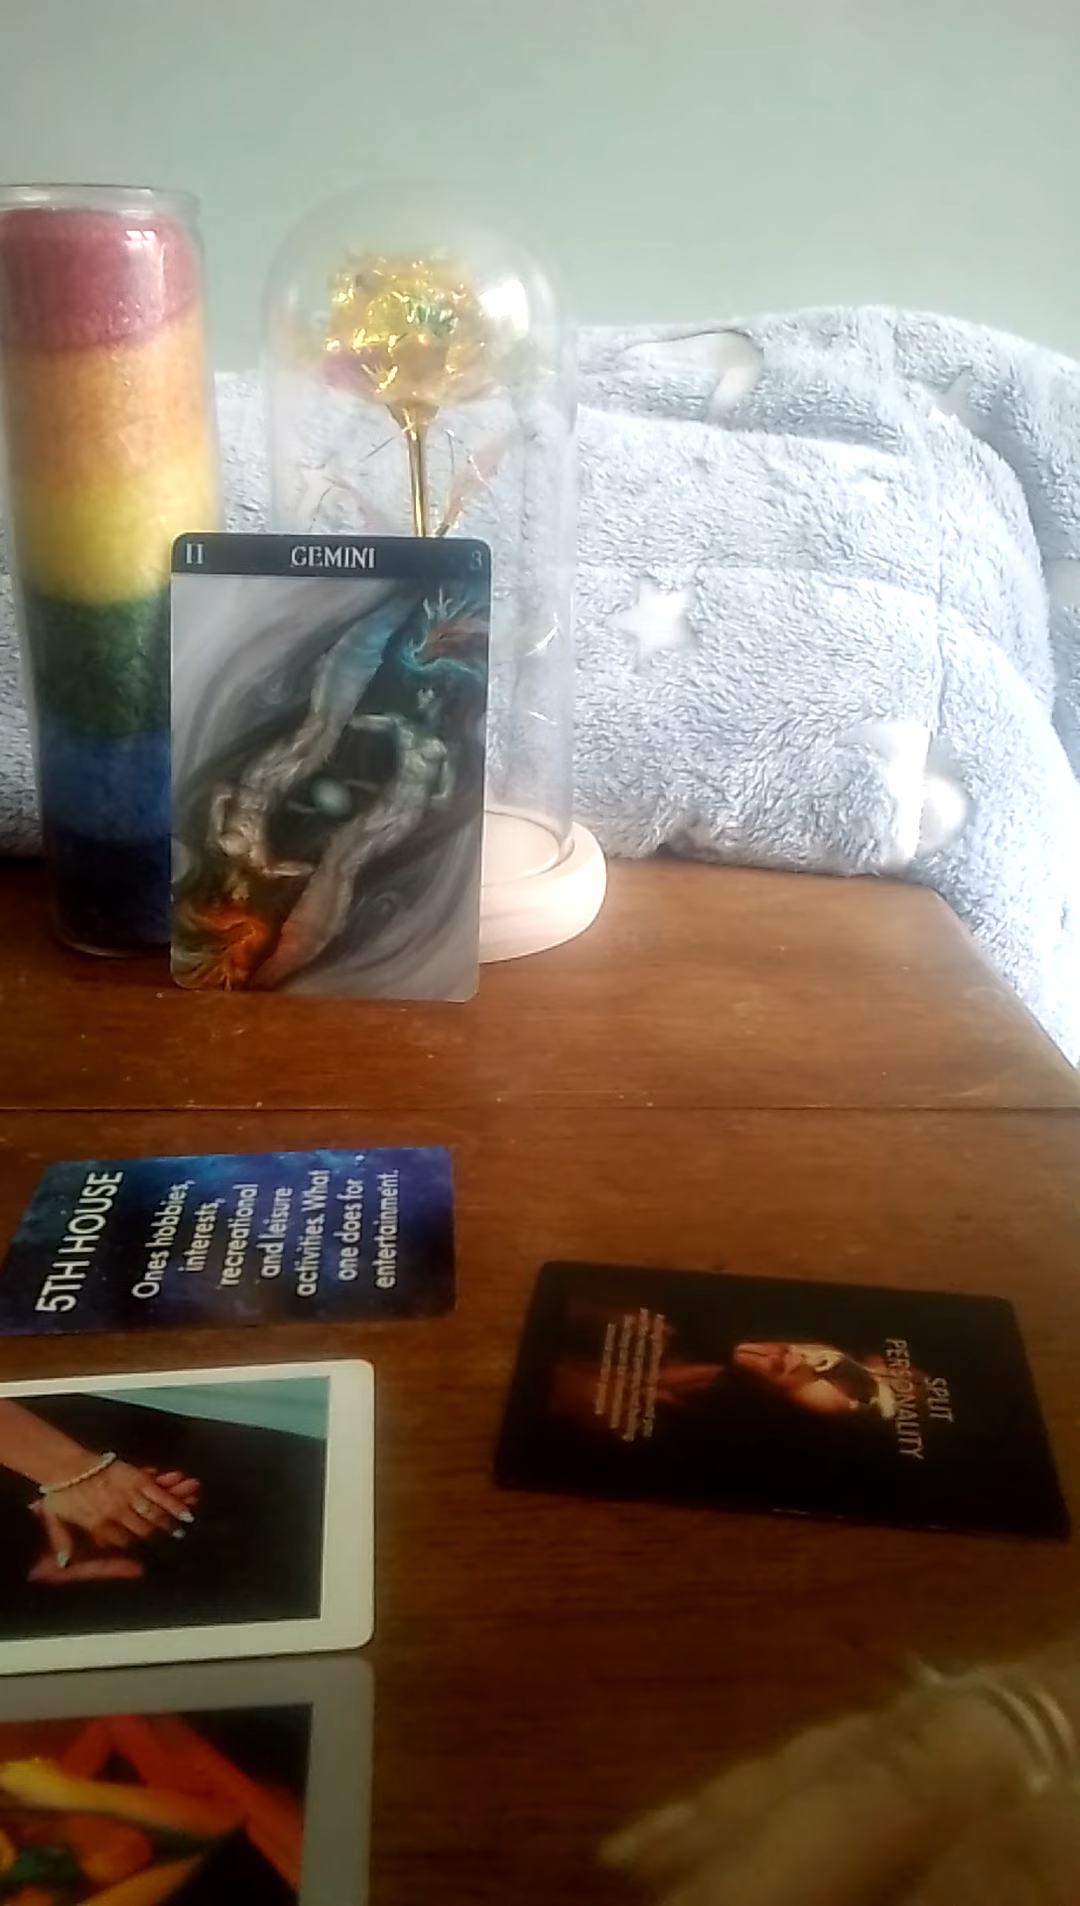 II GEMINI 3
5TH HOUSE
Ones hobbies,
interests,
recreational
and leisure
activities. What
one does for
entertainment.
SPLIT
PERSONALITY